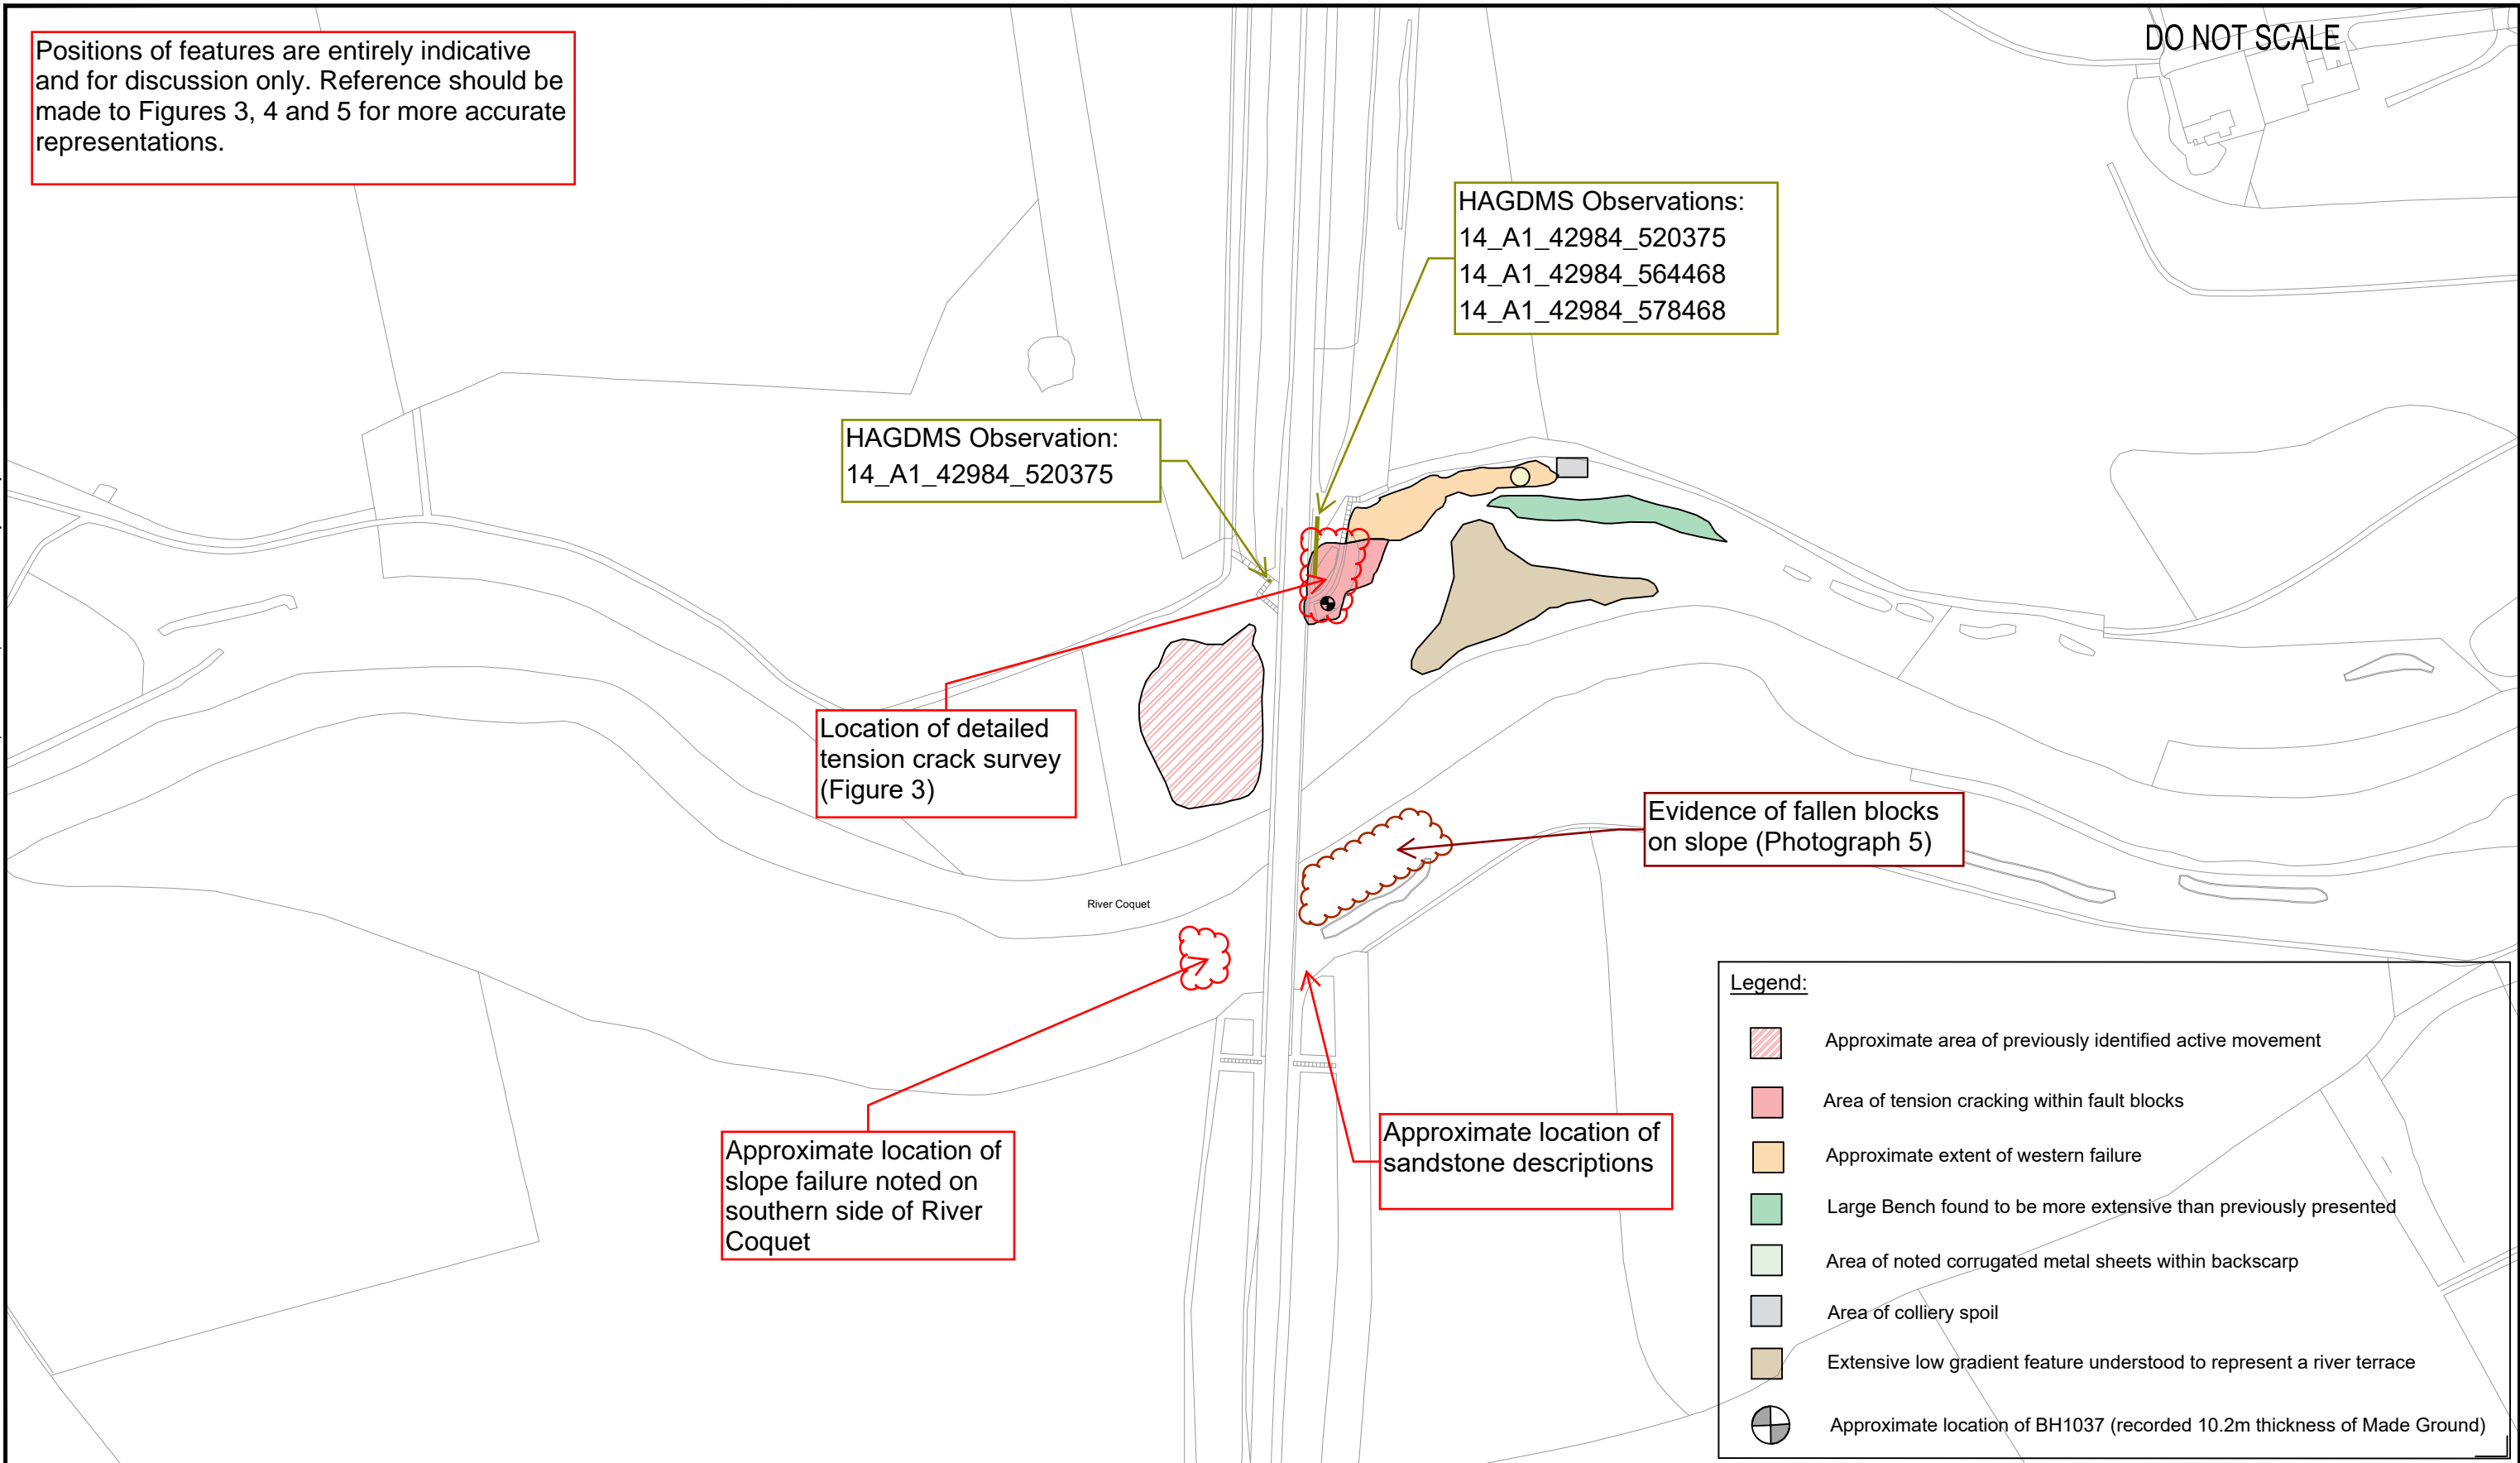 Positions of features are entirely indicative
and for discussion only. Reference should be
made to Figures 3, 4 and 5 for more accurate
representations.
DO NOT SCALE
HAGDMS Observations:
14_A1_42984_520375
14_A1_42984_564468
14_A1_42984_578468
HAGDMS Observation:
14_A1_42984_520375
Location of detailed
tension crack survey
(Figure 3)
Evidence of fallen blocks
on slope (Photograph 5)
River Coquet
Approximate location of
slope failure noted on
southern side of River
Coquet
Approximate location of
sandstone descriptions
Legend:
Approximate area of previously identified active movement
Area of tension cracking within fault blocks
Approximate extent of western failure
Large Bench found to be more extensive than previously presented
Area of noted corrugated metal sheets within backscarp
Area of colliery spoil
Extensive low gradient feature understood to represent a river terrace
Approximate location of BH1037 (recorded 10.2m thickness of Made Ground)